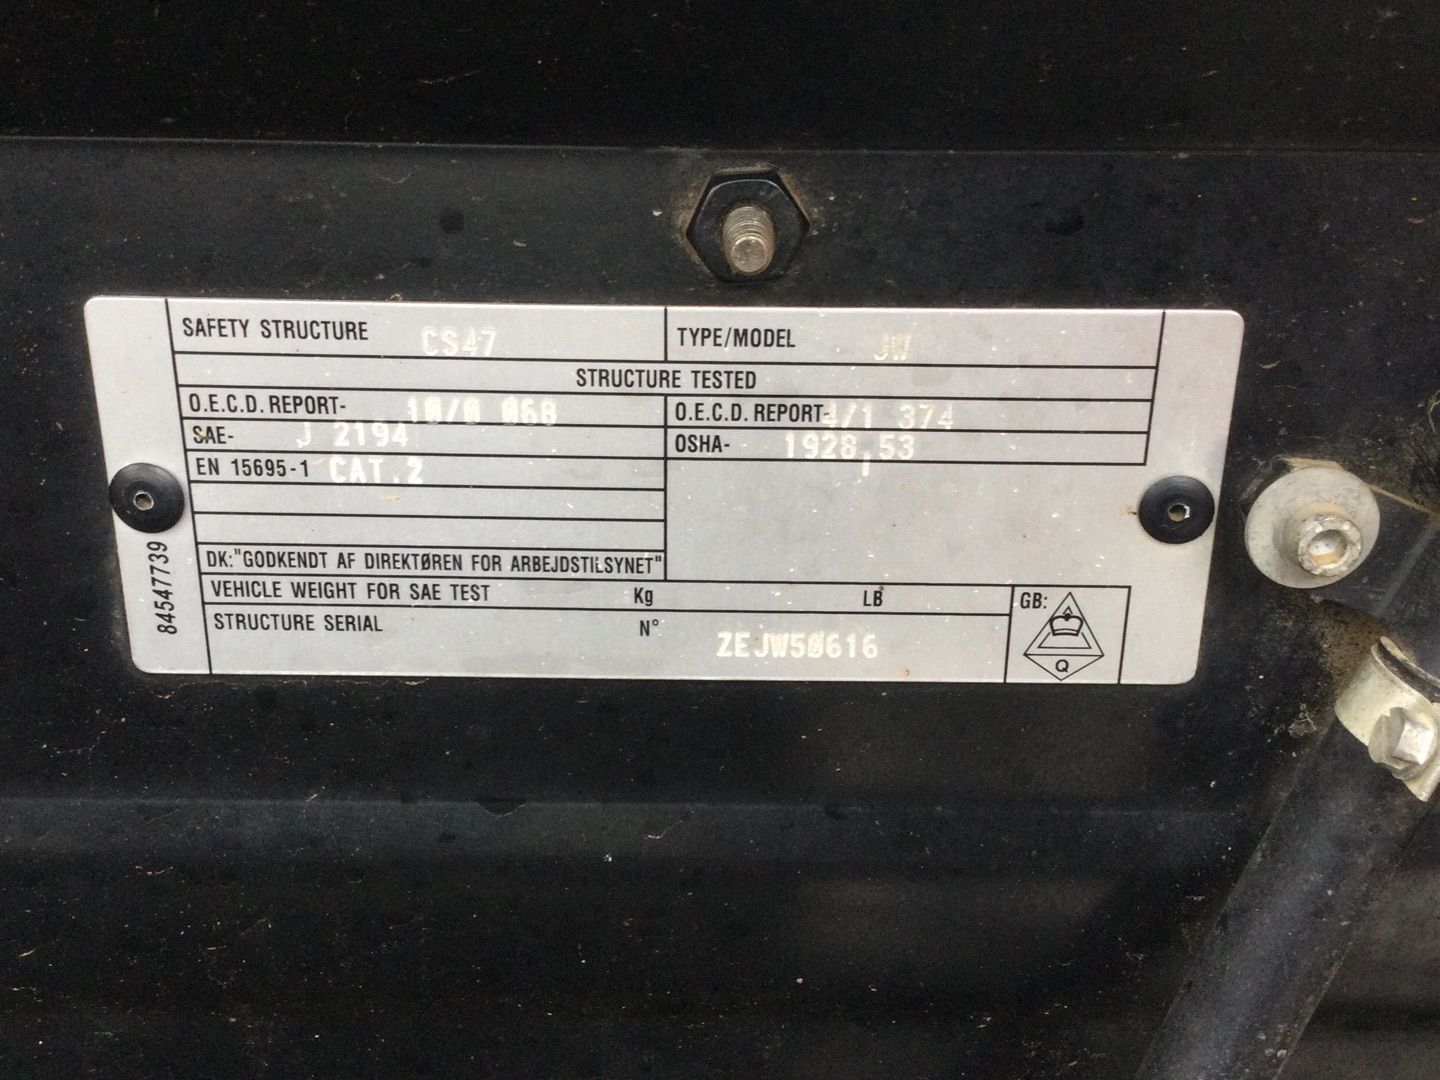 SAFETY STRUCTURE CS47 TYPE/MODEL JW
STRUCTURE TESTED
O.E.C.D. REPORT- 10/0 068 O.E.C.D. REPORT- 4/1 374
SAE- J 2194 OSHA- 1928,53
EN 15695-1 CAT.2
DK:"GODKENDT AF DIREKTØREN FOR ARBEJDSTILSYNET"
VEHICLE WEIGHT FOR SAE TEST Kg LB
STRUCTURE SERIAL N° ZEJW50616
GB:
Q
84547739